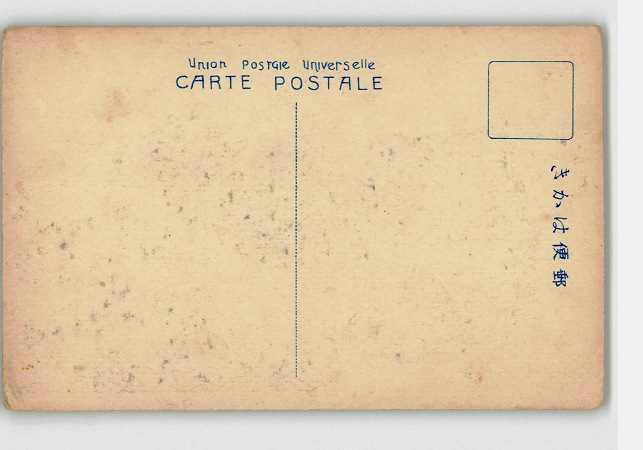 Union Postale Universelle
CARTE POSTALE
郵便はかき